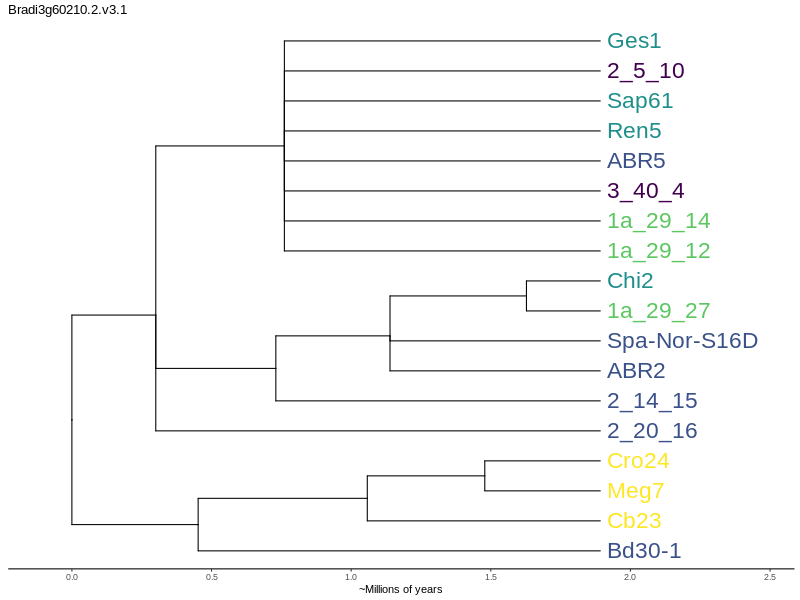 Bradi3g60210.2.v3.1
Ges1
2_5_10
Sap61
Ren5
ABR5
3_40_4
1a_29_14
1a_29_12
Chi2
1a_29_27
Spa-Nor-S16D
ABR2
2_14_15
2_20_16
Cro24
Meg7
Cb23
Bd30-1
0.0 0.5 1.0 1.5 2.0 2.5
~Millions of years